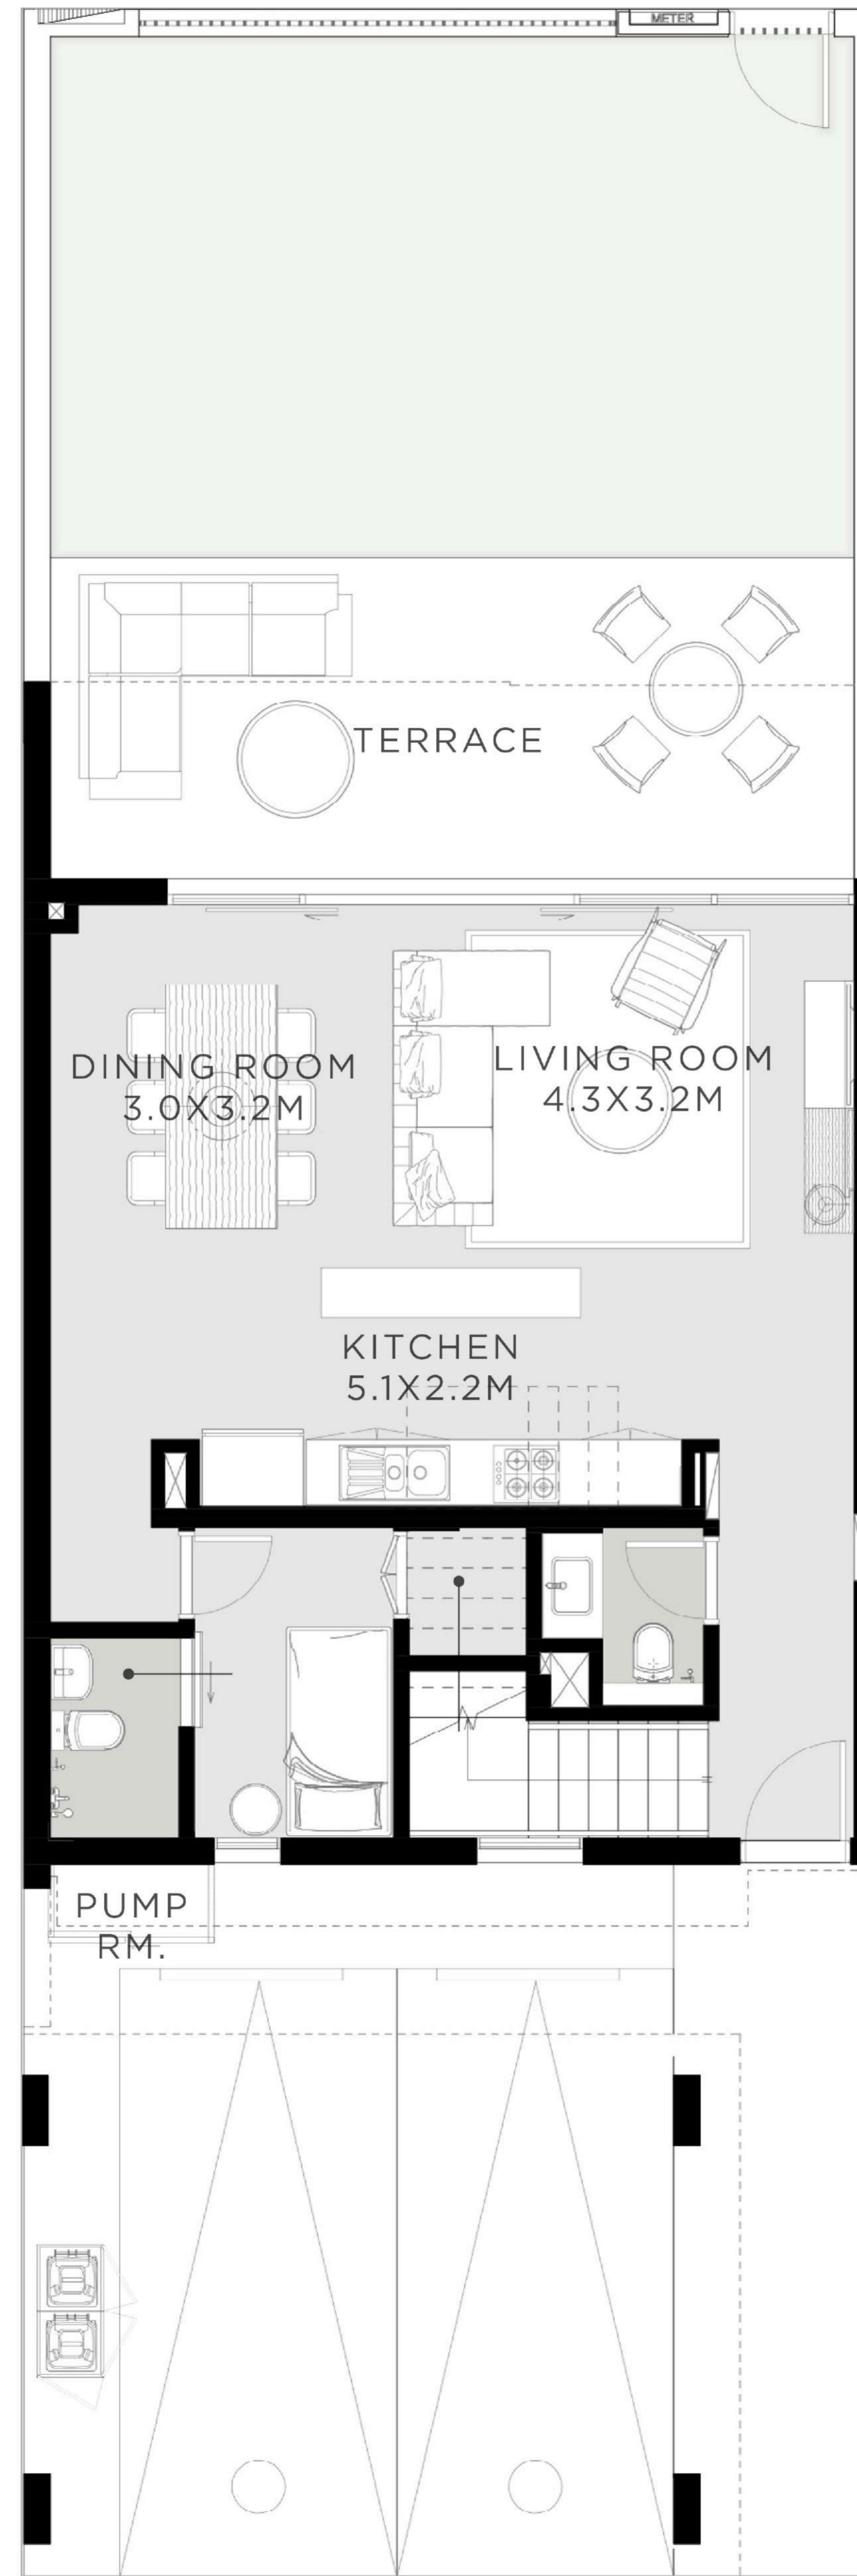 METER
TERRACE
DINING ROOM
3.0X3.2M
LIVING ROOM
4.3X3.2M
KITCHEN
5.1X2.2M
PUMP
RM.